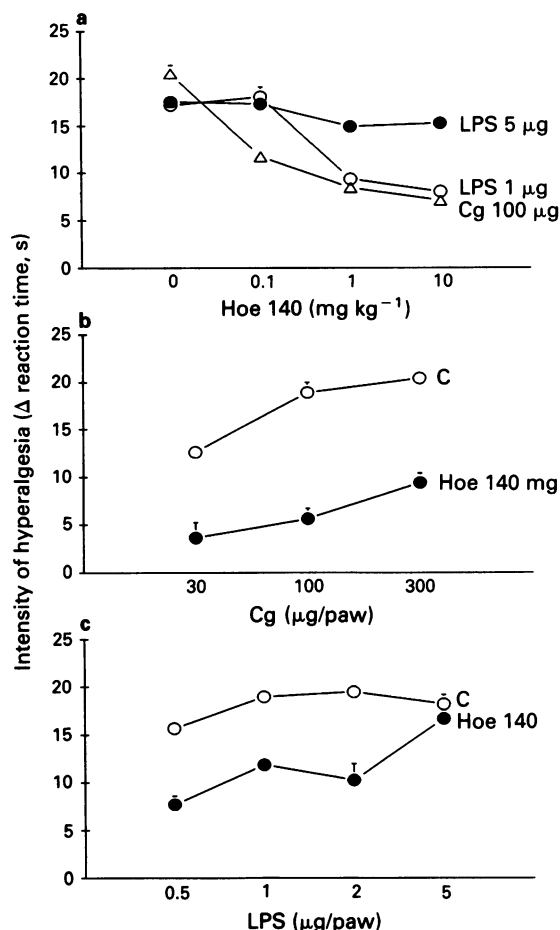 Intensity of hyperalgesia (Δ reaction time, s)
a
25
20
15
10
5
0
LPS 5 μg
LPS 1 μg
Cg 100 μg
0 0.1 1 10
Hoe 140 (mg kg⁻¹)
b
25
20
15
10
5
0
C
Hoe 140 mg
30 100 300
Cg (μg/paw)
c
25
20
15
10
5
0
C
Hoe 140
0.5 1 2 5
LPS (μg/paw)